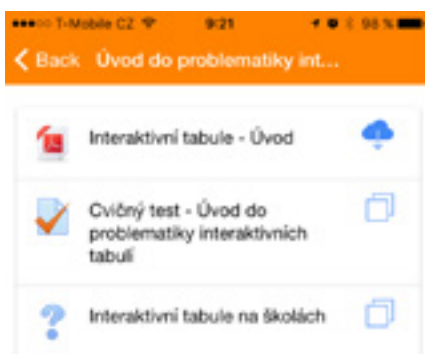 T-Mobile CZ 9:21 98 %
Back Úvod do problematiky int...
Interaktivní tabule - Úvod
Cvičný test - Úvod do
problematiky interaktivních
tabulí
Interaktivní tabule na školách